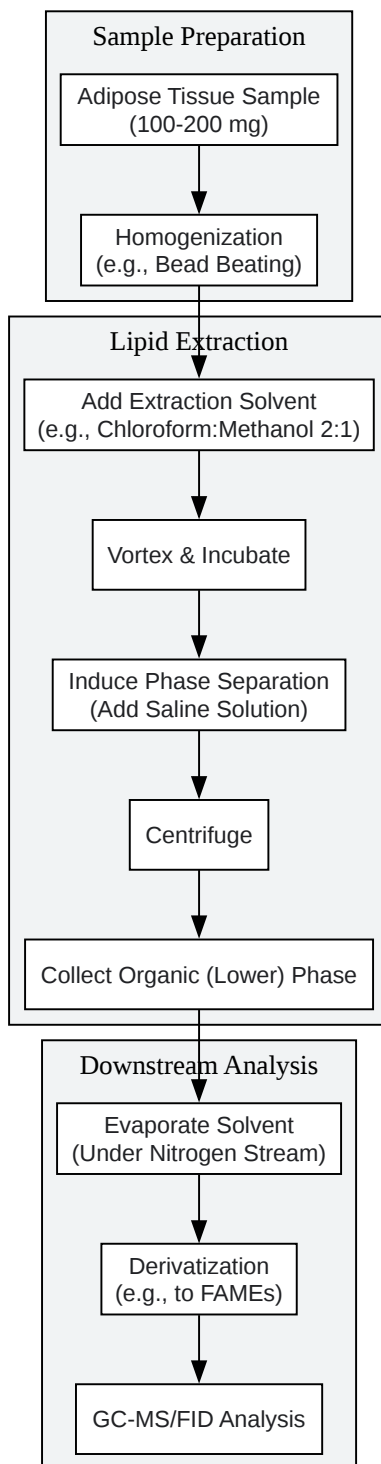 Sample Preparation
Adipose Tissue Sample
(100-200 mg)
Homogenization
(e.g., Bead Beating)
Lipid Extraction
Add Extraction Solvent
(e.g., Chloroform:Methanol 2:1)
Vortex & Incubate
Induce Phase Separation
(Add Saline Solution)
Centrifuge
Collect Organic (Lower) Phase
Downstream Analysis
Evaporate Solvent
(Under Nitrogen Stream)
Derivatization
(e.g., to FAMEs)
GC-MS/FID Analysis